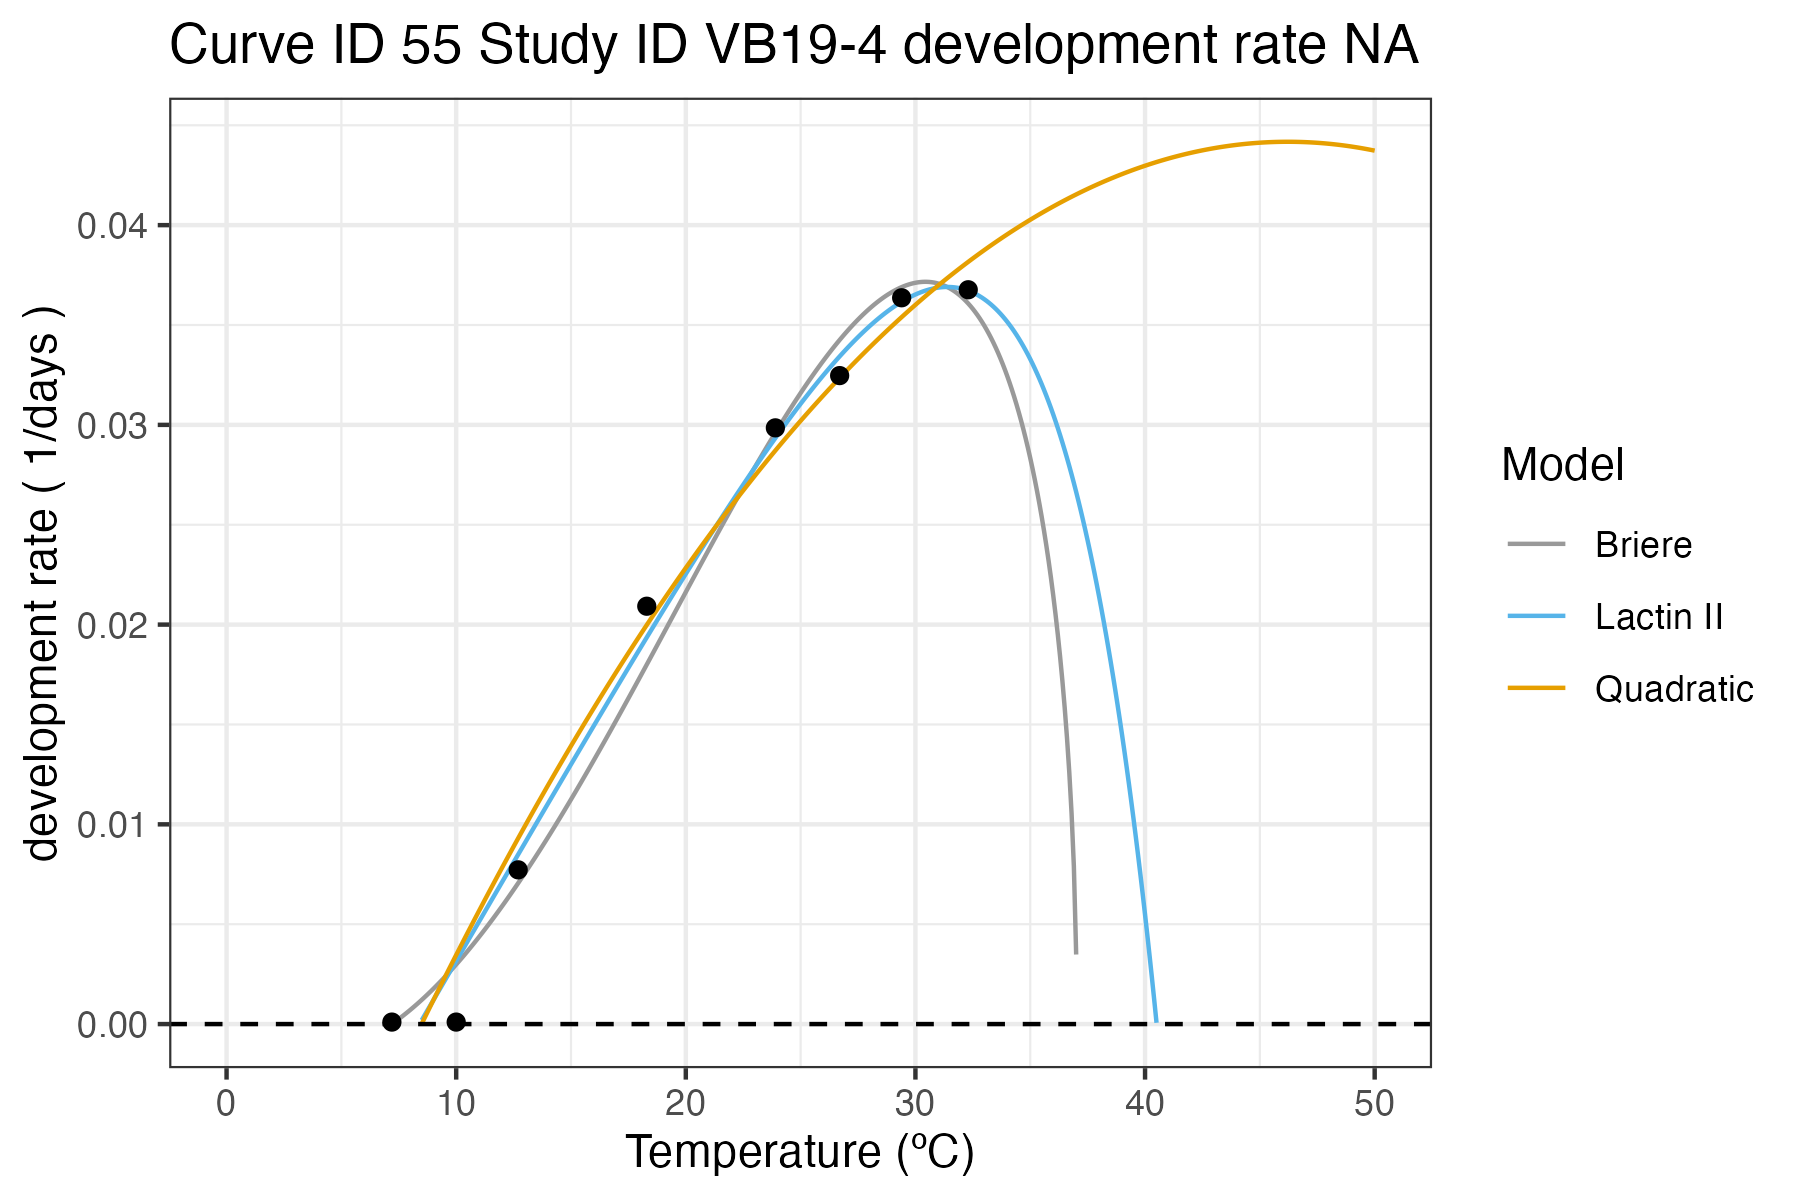 Curve ID 55 Study ID VB19-4 development rate NA
development rate ( 1/days )
0.04
0.03
0.02
0.01
0.00
0 10 20 30 40 50
Temperature (ºC)
Model
Briere
Lactin II
Quadratic